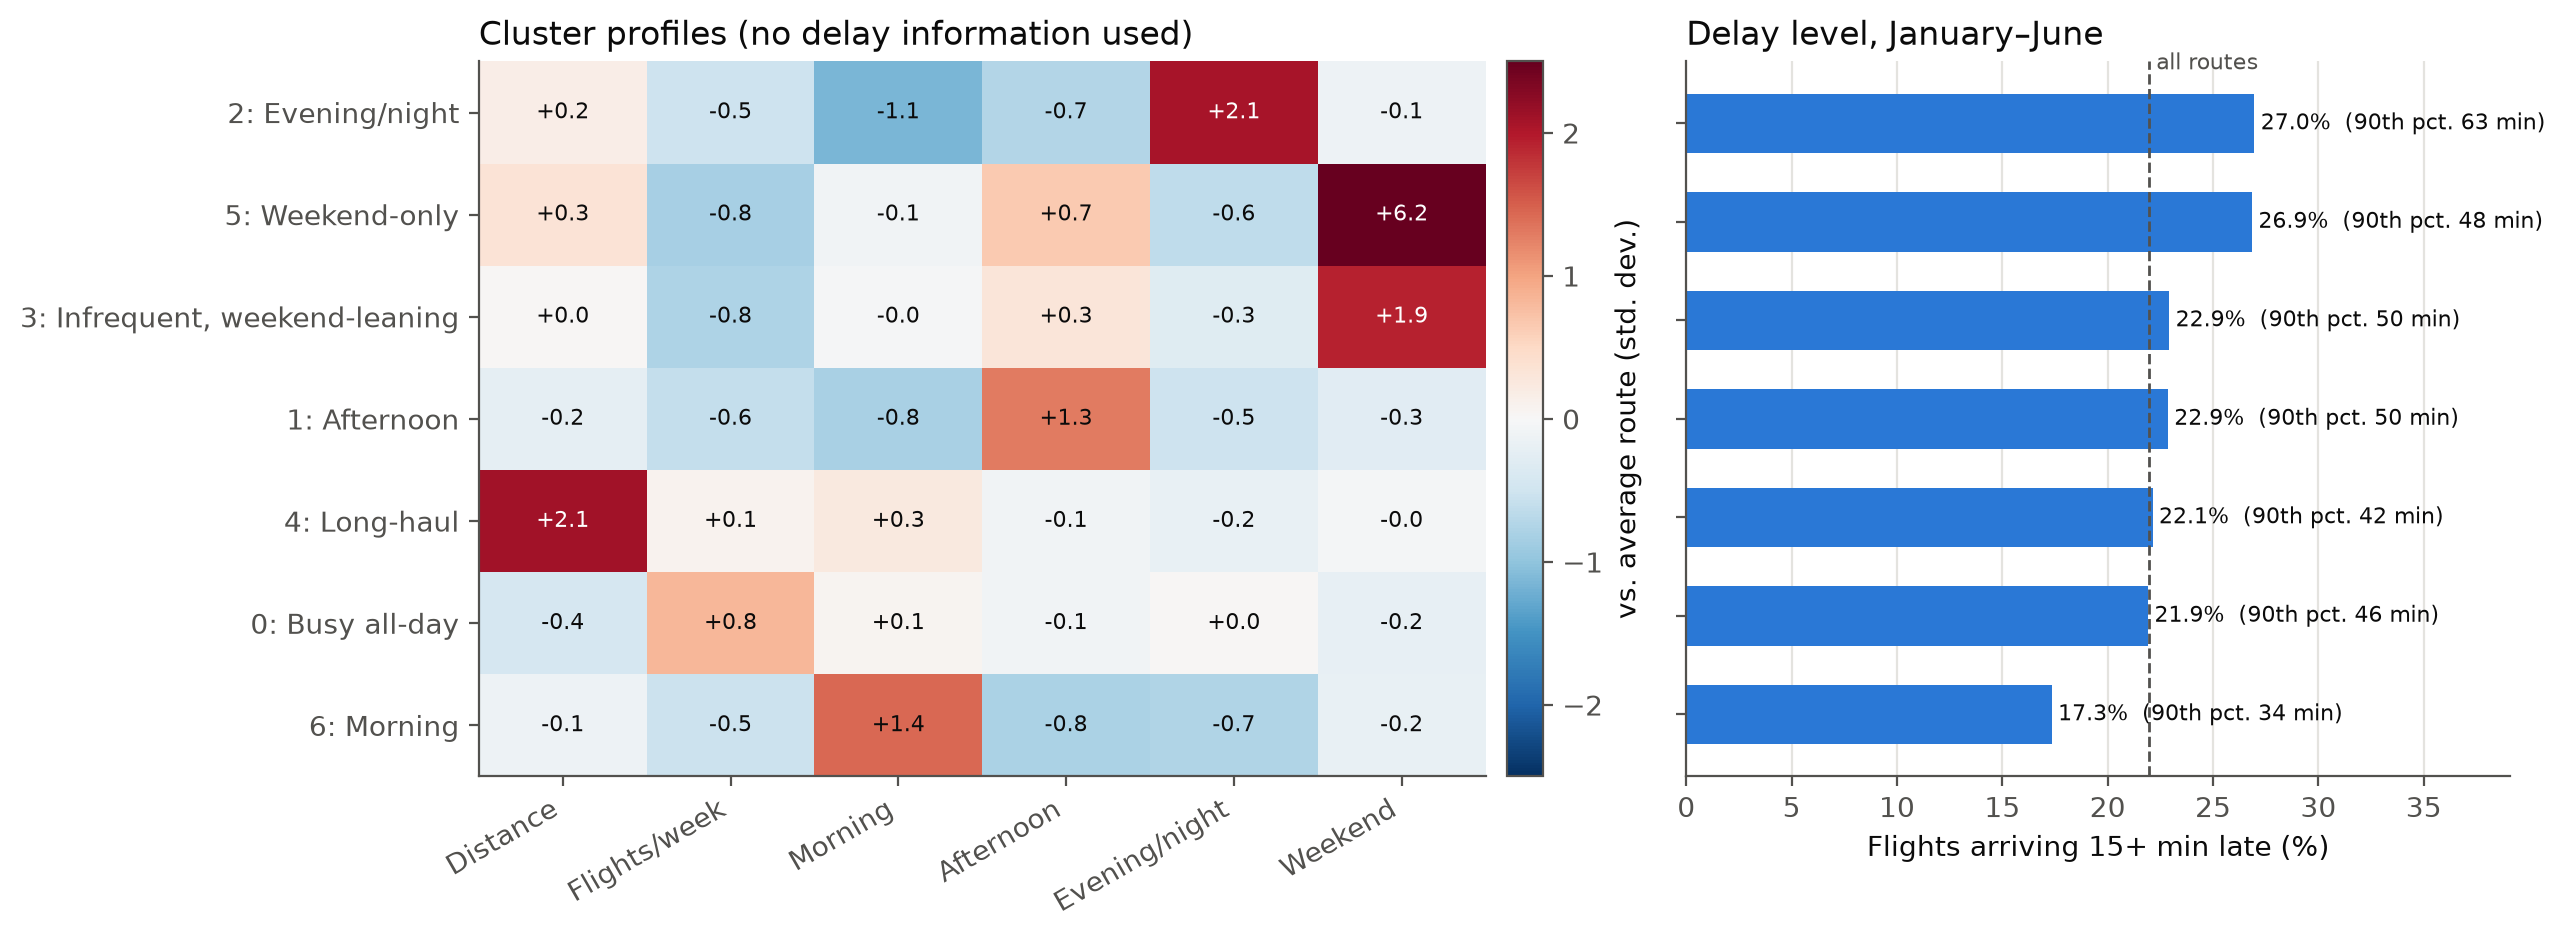 Cluster profiles (no delay information used)
2: Evening/night +0.2 -0.5 -1.1 -0.7 +2.1 -0.1
5: Weekend-only +0.3 -0.8 -0.1 +0.7 -0.6 +6.2
3: Infrequent, weekend-leaning +0.0 -0.8 -0.0 +0.3 -0.3 +1.9
1: Afternoon -0.2 -0.6 -0.8 +1.3 -0.5 -0.3
4: Long-haul +2.1 +0.1 +0.3 -0.1 -0.2 -0.0
0: Busy all-day -0.4 +0.8 +0.1 -0.1 +0.0 -0.2
6: Morning -0.1 -0.5 +1.4 -0.8 -0.7 -0.2
Distance Flights/week Morning Afternoon Evening/night Weekend
2
1
0
−1
−2
vs. average route (std. dev.)
Delay level, January–June
all routes
27.0% (90th pct. 63 min)
26.9% (90th pct. 48 min)
22.9% (90th pct. 50 min)
22.9% (90th pct. 50 min)
22.1% (90th pct. 42 min)
21.9% (90th pct. 46 min)
17.3% (90th pct. 34 min)
0 5 10 15 20 25 30 35
Flights arriving 15+ min late (%)